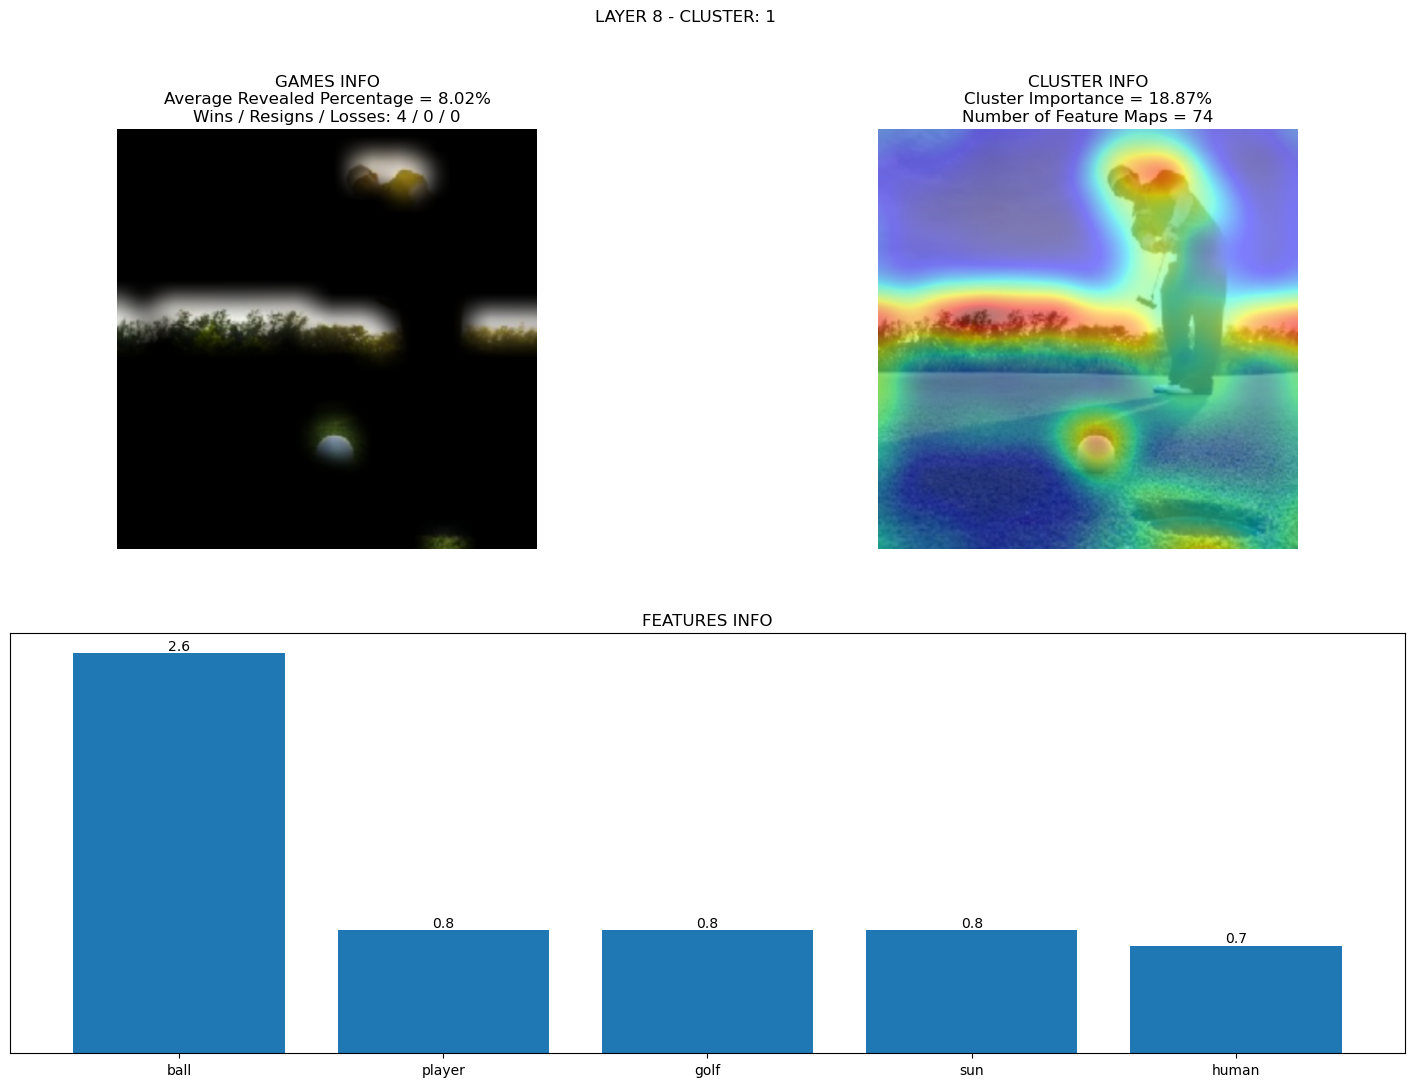 LAYER 8 - CLUSTER: 1
GAMES INFO
Average Revealed Percentage = 8.02%
Wins / Resigns / Losses: 4 / 0 / 0
CLUSTER INFO
Cluster Importance = 18.87%
Number of Feature Maps = 74
FEATURES INFO
2.6
0.8
0.8
0.8
0.7
ball
player
golf
sun
human